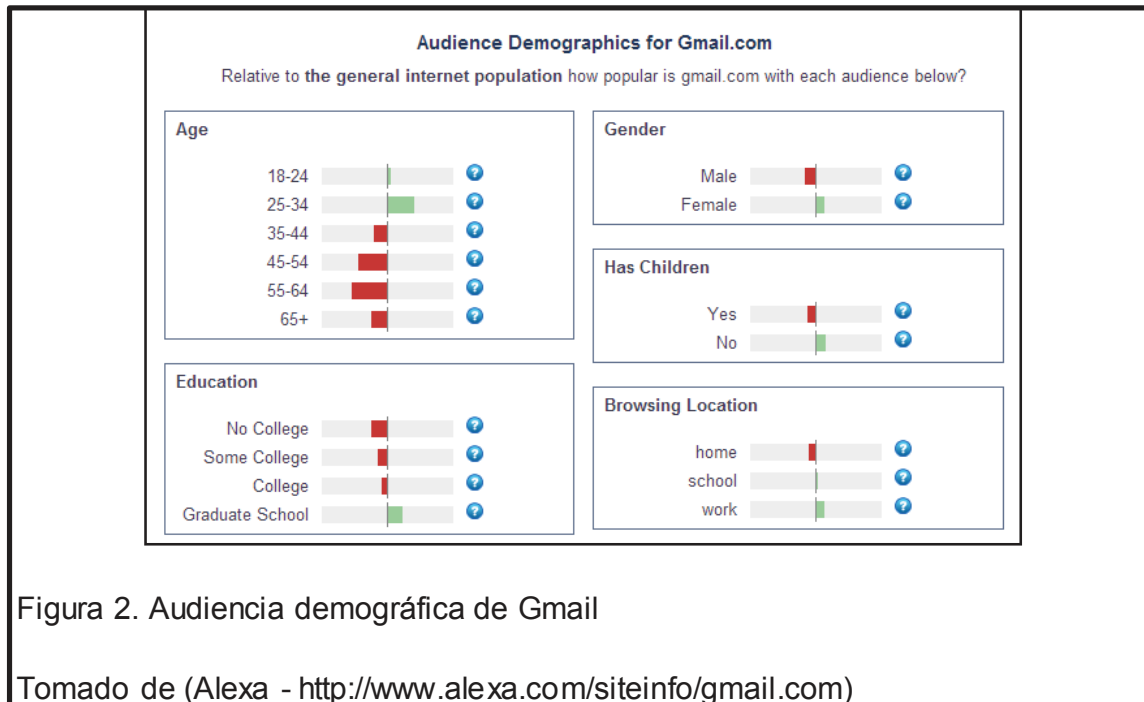 Audience Demographics for Gmail.com
Relative to the general internet population how popular is gmail.com with each audience below?
Age
18-24 ?
25-34 ?
35-44 ?
45-54 ?
55-64 ?
65+ ?
Education
No College ?
Some College ?
College ?
Graduate School ?
Gender
Male ?
Female ?
Has Children
Yes ?
No ?
Browsing Location
home ?
school ?
work ?
Figura 2. Audiencia demográfica de Gmail
Tomado de (Alexa - http://www.alexa.com/siteinfo/gmail.com)